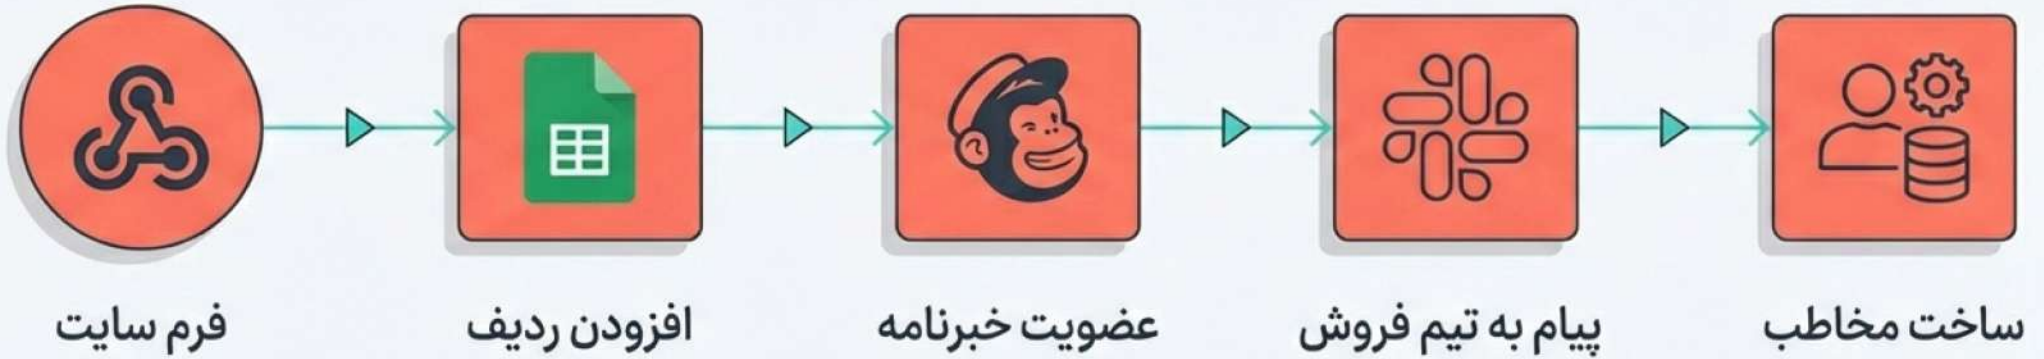 فرم سایت
افزودن ردیف
عضویت خبرنامه
پیام به تیم فروش
ساخت مخاطب